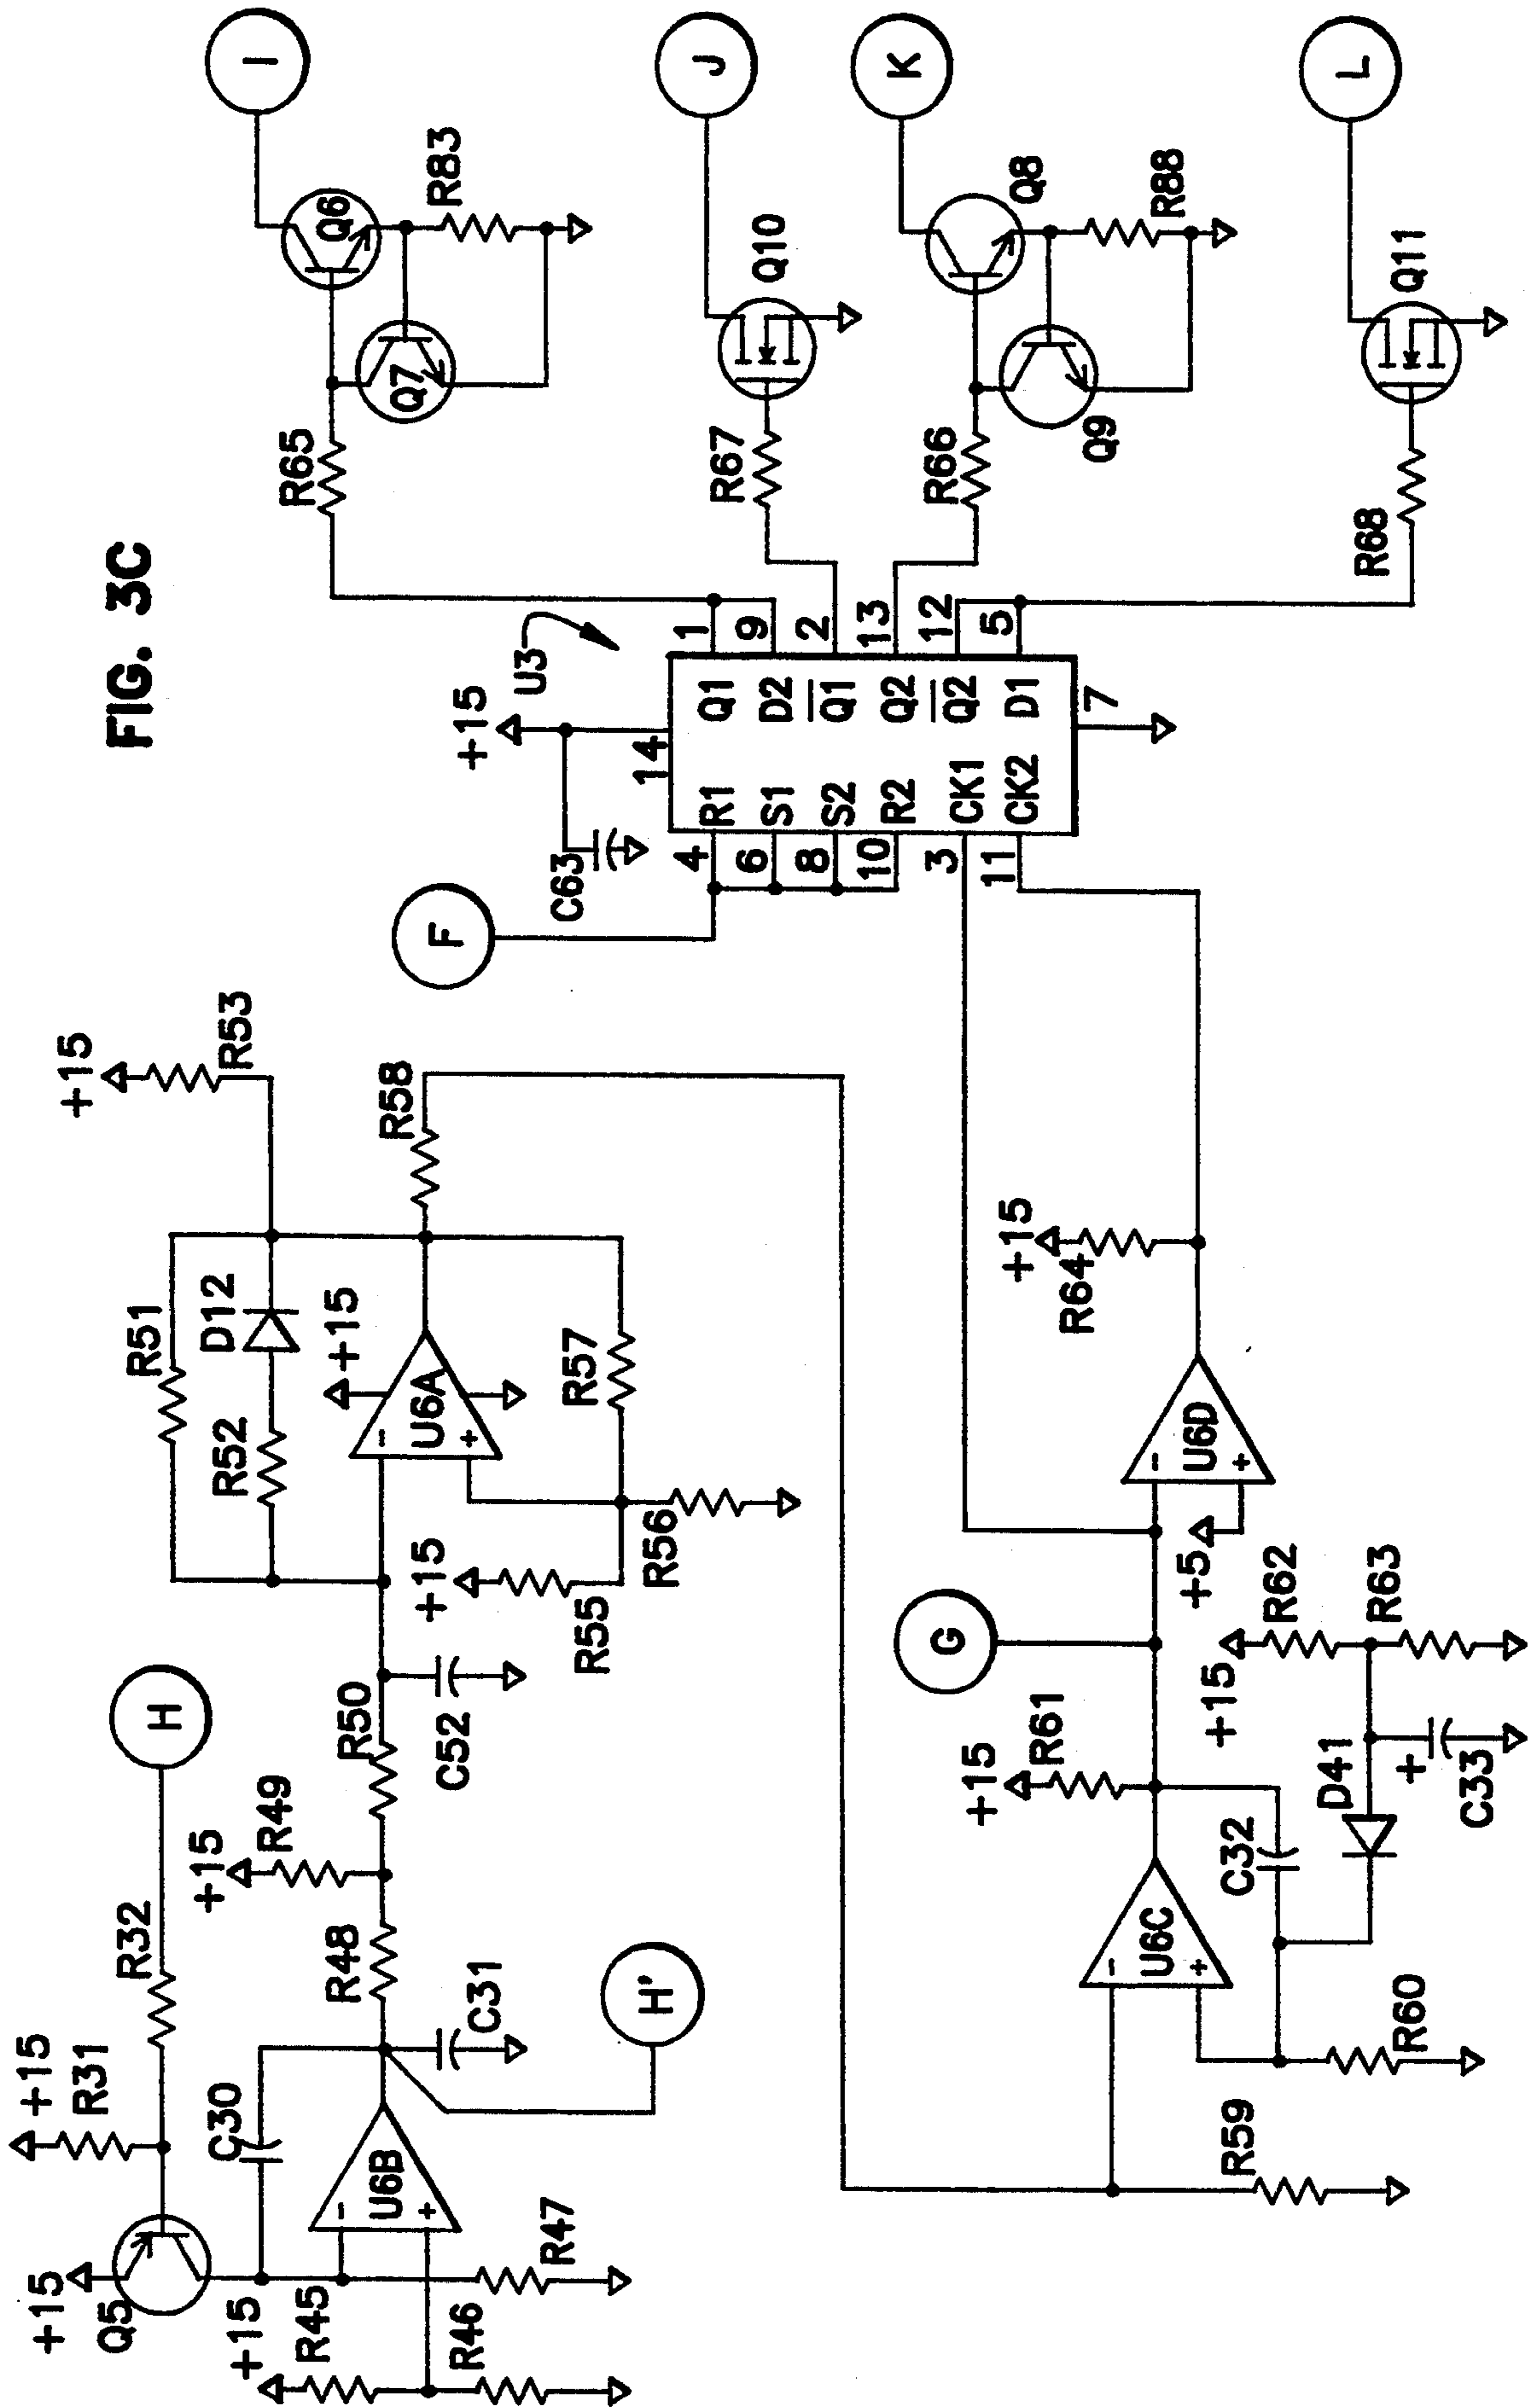 FIG. 3C
+15
Q5
+15
R31
R32
H
C30
+15
R45
R46
R47
-
+
U6B
H'
C31
R48
+15
R49
R50
C52
+15
R55
R56
R51
R52
D12
+15
-
+
U6A
R57
+15
R53
R58
R59
R60
-
+
U6C
C32
+15
R61
D41
+
C33
+15
R62
R63
G
+5
-
+
U6D
+15
R64
F
C63
+15
U3
14
4
6
8
10
3
11
R1
S1
S2
R2
CK1
CK2
Q1
D2
Q1
Q2
Q2
D1
1
9
2
13
12
5
7
R65
Q7
Q6
R83
I
R67
Q10
J
R66
Q9
Q8
R88
K
R68
Q11
L